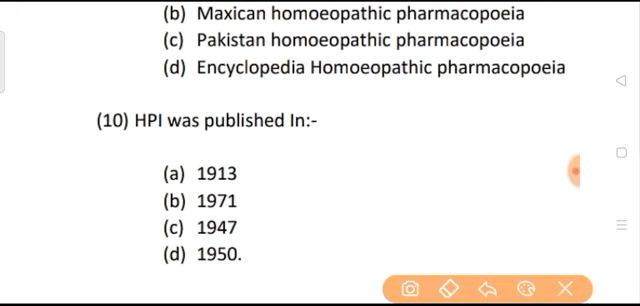 (b) Maxican homoeopathic pharmacopoeia
(c) Pakistan homoeopathic pharmacopoeia
(d) Encyclopedia Homoeopathic pharmacopoeia
(10) HPI was published In:-
(a) 1913
(b) 1971
(c) 1947
(d) 1950.